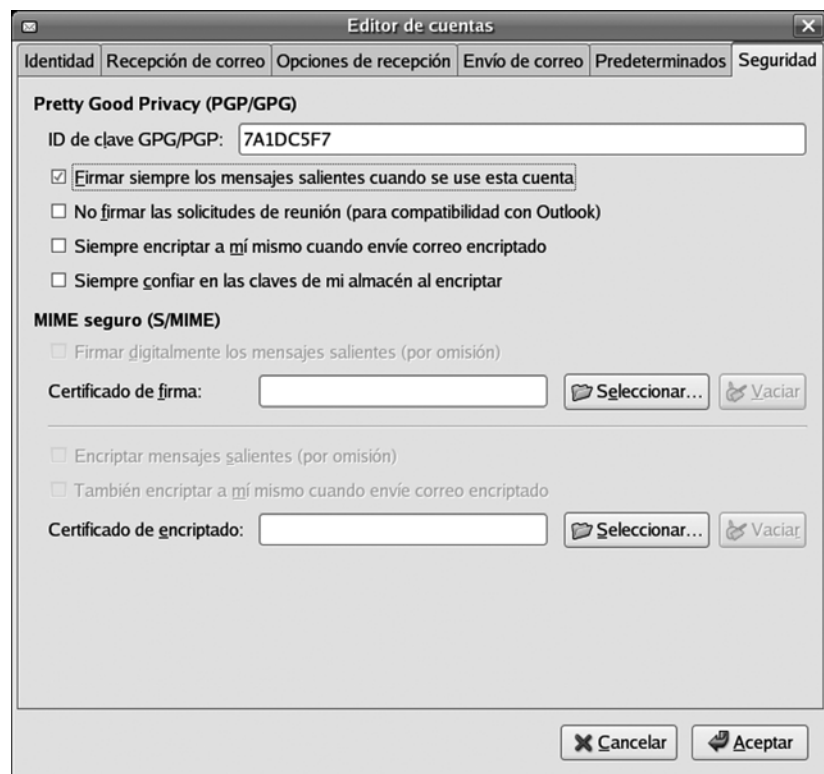 Editor de cuentas
Identidad Recepción de correo Opciones de recepción Envío de correo Predeterminados Seguridad
Pretty Good Privacy (PGP/GPG)
ID de clave GPG/PGP: 7A1DC5F7
Firmar siempre los mensajes salientes cuando se use esta cuenta
No firmar las solicitudes de reunión (para compatibilidad con Outlook)
Siempre encriptar a mí mismo cuando envíe correo encriptado
Siempre confiar en las claves de mi almacén al encriptar
MIME seguro (S/MIME)
Firmar digitalmente los mensajes salientes (por omisión)
Certificado de firma: Seleccionar... Vaciar
Encriptar mensajes salientes (por omisión)
También encriptar a mí mismo cuando envíe correo encriptado
Certificado de encriptado: Seleccionar... Vaciar
Cancelar Aceptar